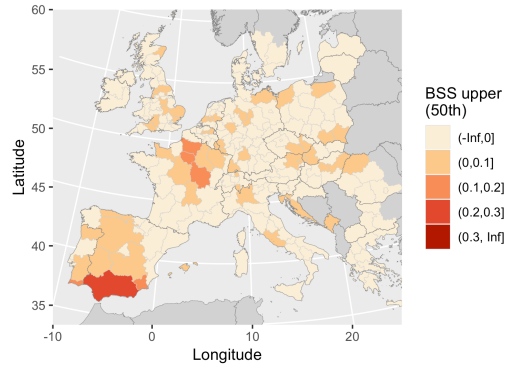 60
55
50
45
40
35
Latitude
-10
0
10
20
Longitude
BSS upper
(50th)
(-Inf,0]
(0,0.1]
(0.1,0.2]
(0.2,0.3]
(0.3, Inf]